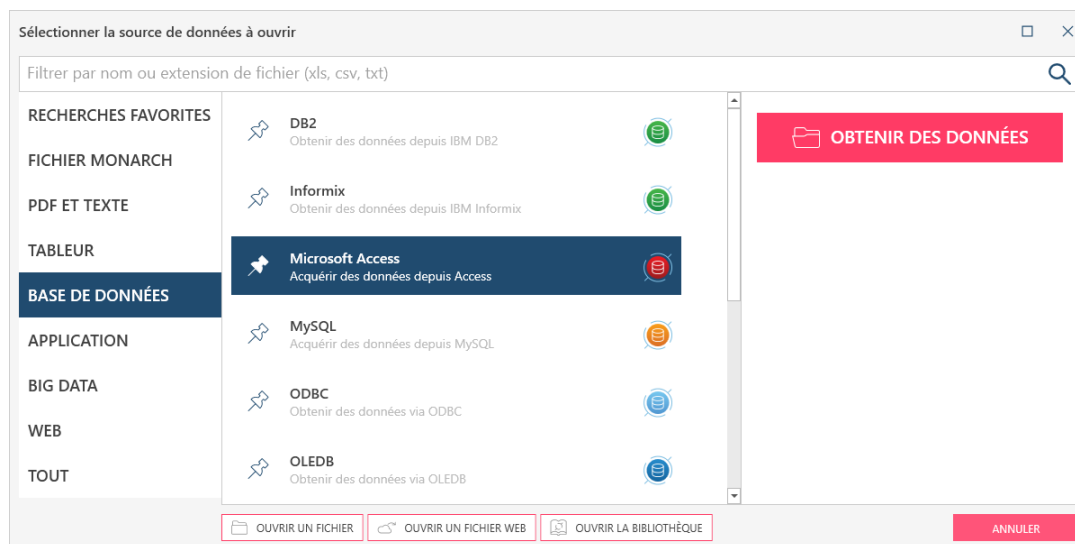 Sélectionner la source de données à ouvrir
Filtrer par nom ou extension de fichier (xls, csv, txt)
RECHERCHES FAVORITES
FICHIER MONARCH
PDF ET TEXTE
TABLEUR
BASE DE DONNÉES
APPLICATION
BIG DATA
WEB
TOUT
DB2
Obtenir des données depuis IBM DB2
Informix
Obtenir des données depuis IBM Informix
Microsoft Access
Acquérir des données depuis Access
MySQL
Acquérir des données depuis MySQL
ODBC
Obtenir des données via ODBC
OLEDB
Obtenir des données via OLEDB
OBTENIR DES DONNÉES
OUVRIR UN FICHIER
OUVRIR UN FICHIER WEB
OUVRIR LA BIBLIOTHÈQUE
ANNULER